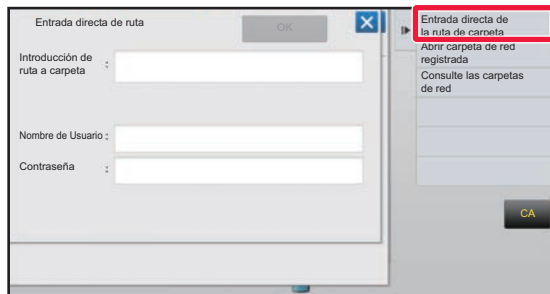 Entrada directa de ruta
OK
Introducción de
ruta a carpeta :
Nombre de Usuario :
Contraseña :
Entrada directa de
la ruta de carpeta
Abrir carpeta de red
registrada
Consulte las carpetas
de red
CA